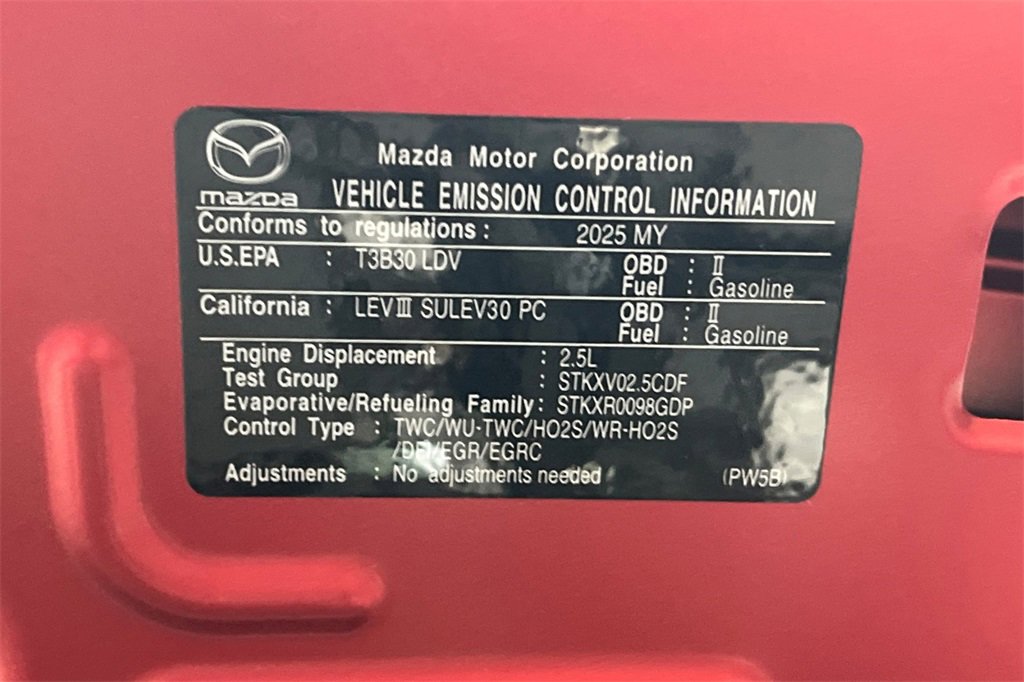 Mazda Motor Corporation
mazda VEHICLE EMISSION CONTROL INFORMATION
Conforms to regulations : 2025 MY
U.S.EPA : T3B30 LDV OBD : II
Fuel : Gasoline
California : LEVIII SULEV30 PC OBD : II
Fuel : Gasoline
Engine Displacement : 2.5L
Test Group : STKXV02.5CDF
Evaporative/Refueling Family: STKXR0098GDP
Control Type : TWC/WU-TWC/HO2S/WR-HO2S
/DFI/EGR/EGRC
Adjustments : No adjustments needed (PW5B)